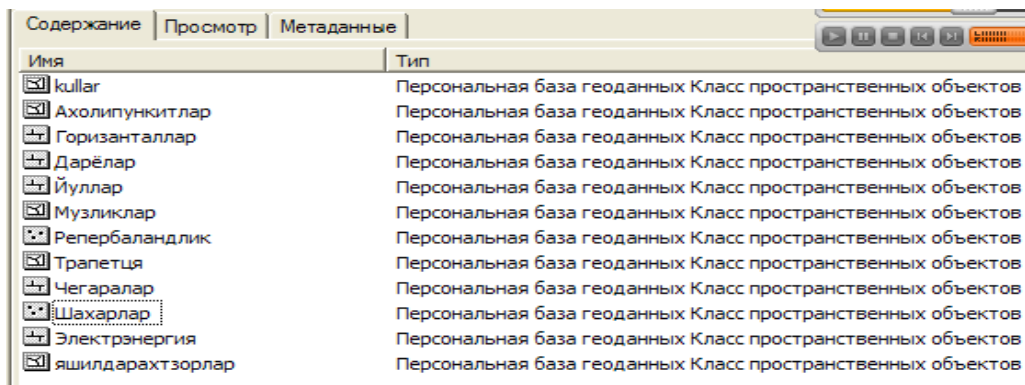 Содержание Просмотр Метаданные
Имя Тип
kullar Персональная база геоданных Класс пространственных объектов
Ахолипункитлар Персональная база геоданных Класс пространственных объектов
Горизанталлар Персональная база геоданных Класс пространственных объектов
Дарёлар Персональная база геоданных Класс пространственных объектов
Йуллар Персональная база геоданных Класс пространственных объектов
Музликлар Персональная база геоданных Класс пространственных объектов
Репербаландлик Персональная база геоданных Класс пространственных объектов
Трапетця Персональная база геоданных Класс пространственных объектов
Чегаралар Персональная база геоданных Класс пространственных объектов
Шахарлар Персональная база геоданных Класс пространственных объектов
Электрэнергия Персональная база геоданных Класс пространственных объектов
яшилдарахтзорлар Персональная база геоданных Класс пространственных объектов